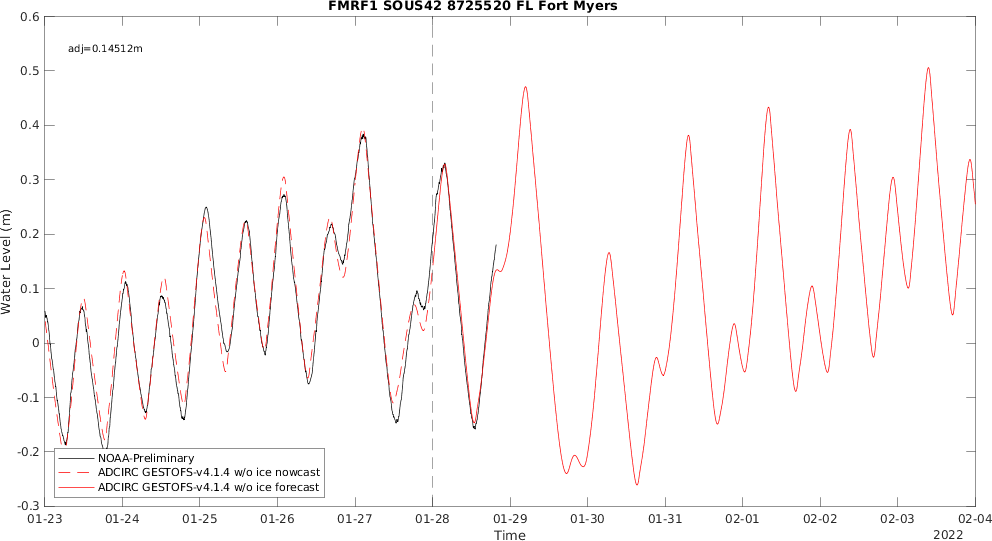 FMRF1 SOUS42 8725520 FL Fort Myers
0.6
adj=0.14512m
0.5
0.4
0.3
0.2
0.1
0
-0.1
-0.2
-0.3
Water Level (m)
NOAA-Preliminary
ADCIRC GESTOFS-v4.1.4 w/o ice nowcast
ADCIRC GESTOFS-v4.1.4 w/o ice forecast
01-23 01-24 01-25 01-26 01-27 01-28 01-29 01-30 01-31 02-01 02-02 02-03 02-04
Time
2022